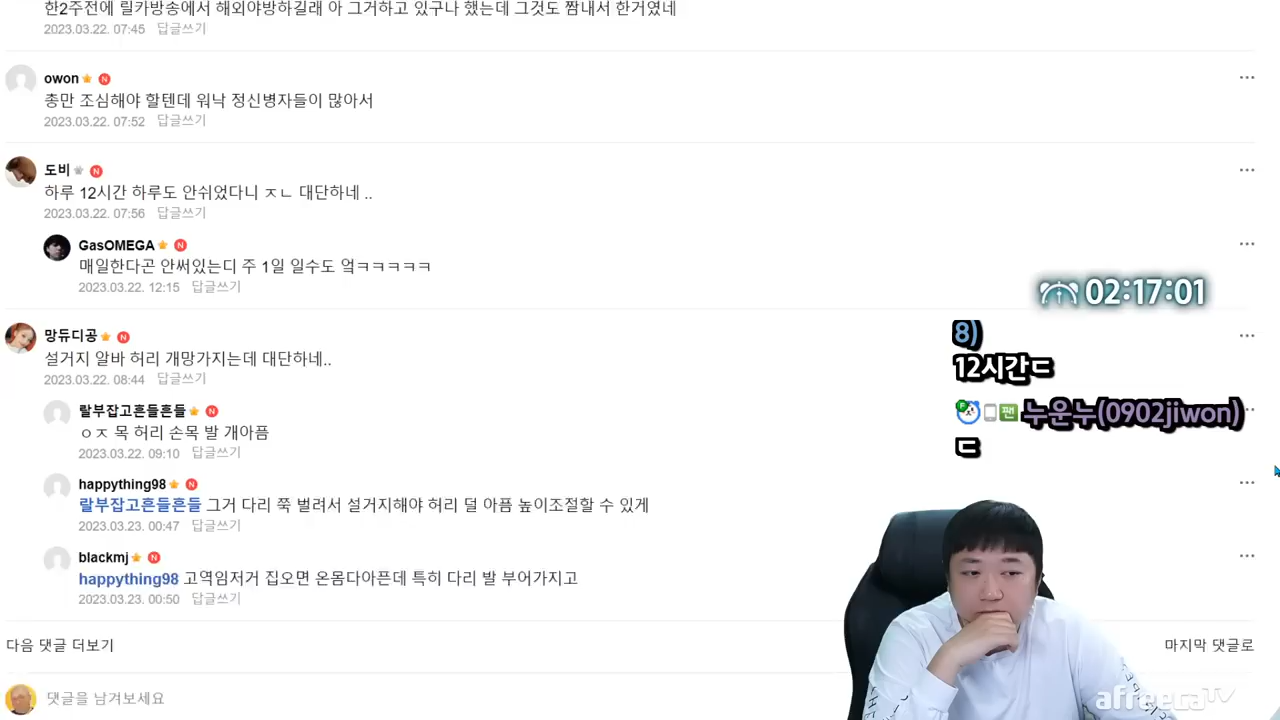 한2주전에 릴카방송에서 해외야방하길래 아 그거하고 있구나 했는데 그것도 짬내서 한거였네
2023.03.22. 07:45 답글쓰기
owon N
총만 조심해야 할텐데 워낙 정신병자들이 많아서
2023.03.22. 07:52 답글쓰기
도비 N
하루 12시간 하루도 안쉬었다니 ㅈㄴ 대단하네 ..
2023.03.22. 07:56 답글쓰기
GasOMEGA N
매일한다곤 안써있는디 주 1일 일수도 엌ㅋㅋㅋㅋㅋ
2023.03.22. 12:15 답글쓰기
02:17:01
망듀디공 N
설거지 알바 허리 개망가지는데 대단하네..
2023.03.22. 08:44 답글쓰기
8)
12시간ㄷ
팬 누운누(0902jiwon)
ㄷ
랄부잡고흔들흔들 N
ㅇㅈ 목 허리 손목 발 개아픔
2023.03.22. 09:10 답글쓰기
happything98 N
랄부잡고흔들흔들 그거 다리 쭉 벌려서 설거지해야 허리 덜 아픔 높이조절할 수 있게
2023.03.23. 00:47 답글쓰기
blackmj N
happything98 고역임저거 집오면 온몸다아픈데 특히 다리 발 부어가지고
2023.03.23. 00:50 답글쓰기
다음 댓글 더보기
마지막 댓글로
댓글을 남겨보세요
afreecaTV